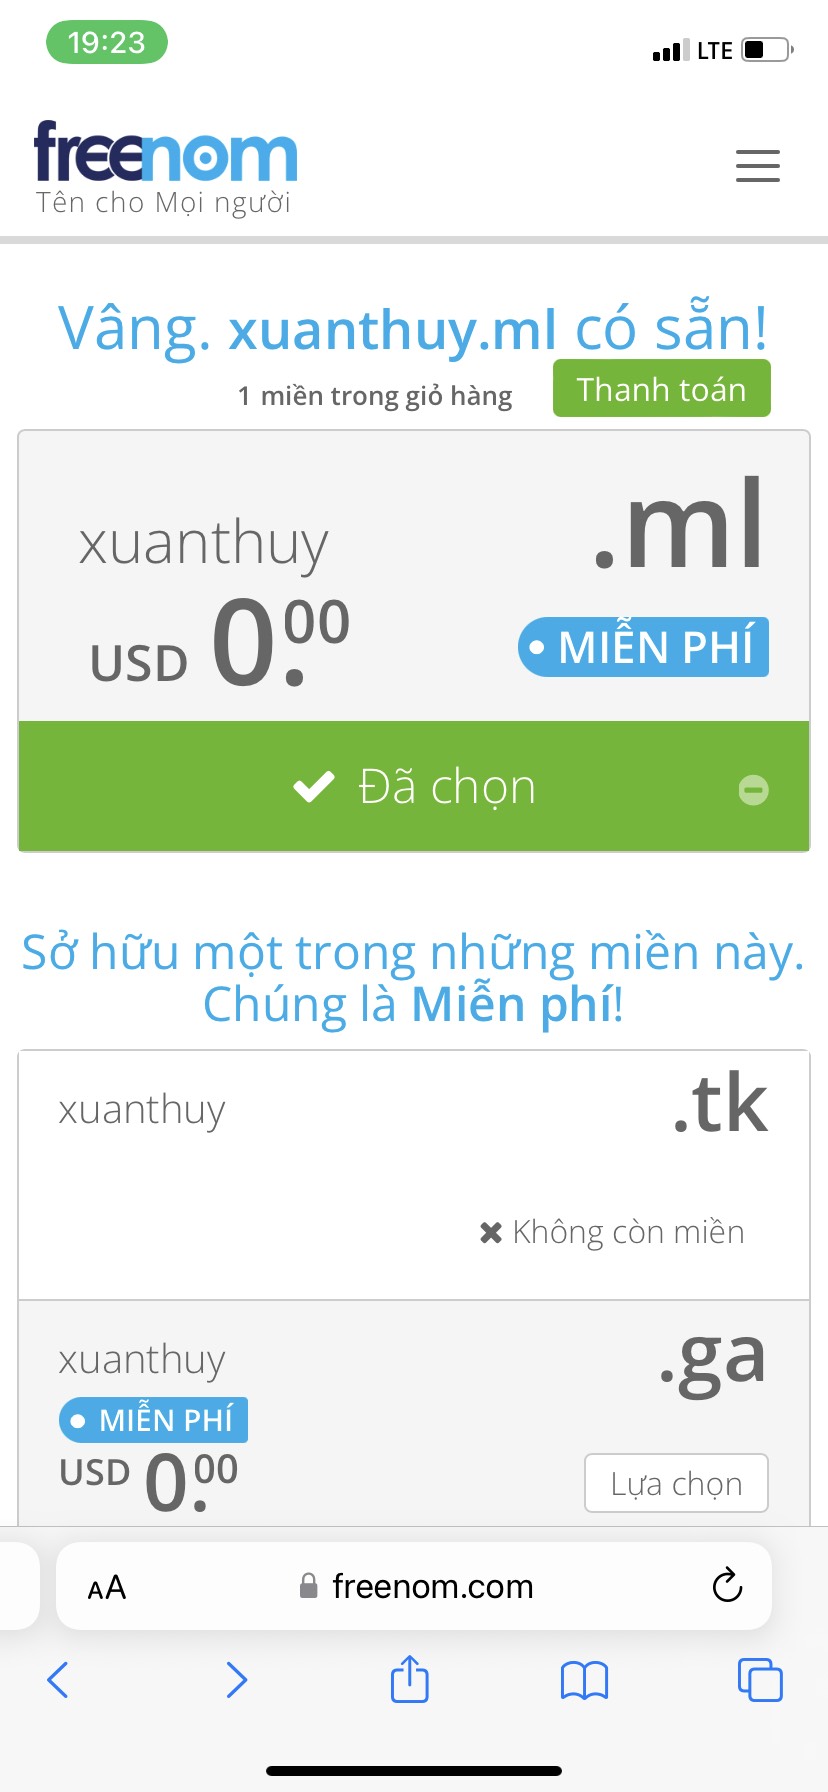 19:23
LTE
freenom
Tên cho Mọi người
Vâng. xuanthuy.ml có sẵn!
1 miền trong giỏ hàng
Thanh toán
xuanthuy
.ml
USD 0.00
MIỄN PHÍ
Đã chọn
Sở hữu một trong những miền này.
Chúng là Miễn phí!
xuanthuy
.tk
Không còn miền
xuanthuy
.ga
MIỄN PHÍ
USD 0.00
Lựa chọn
AA
freenom.com